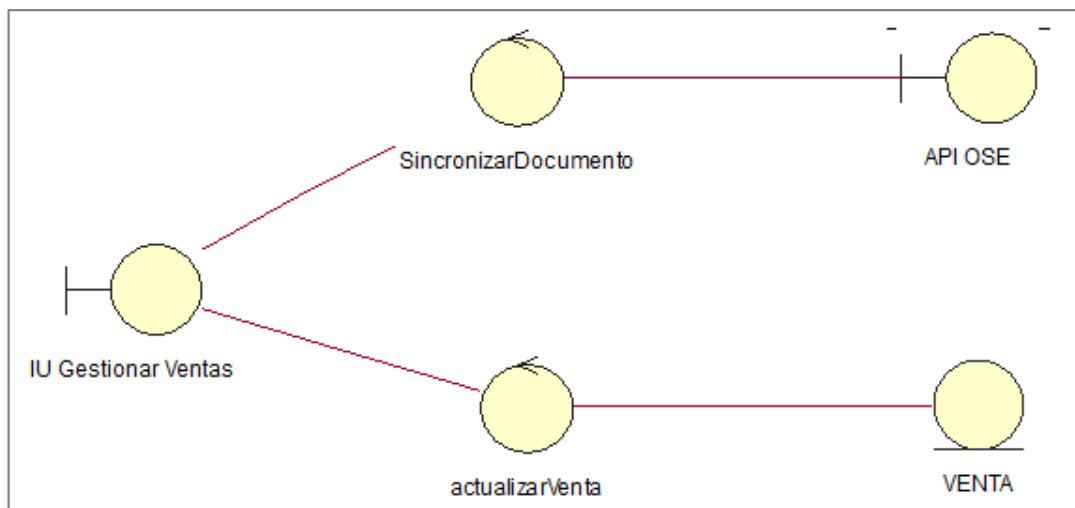 SincronizarDocumento
API OSE
IU Gestionar Ventas
actualizarVenta
VENTA